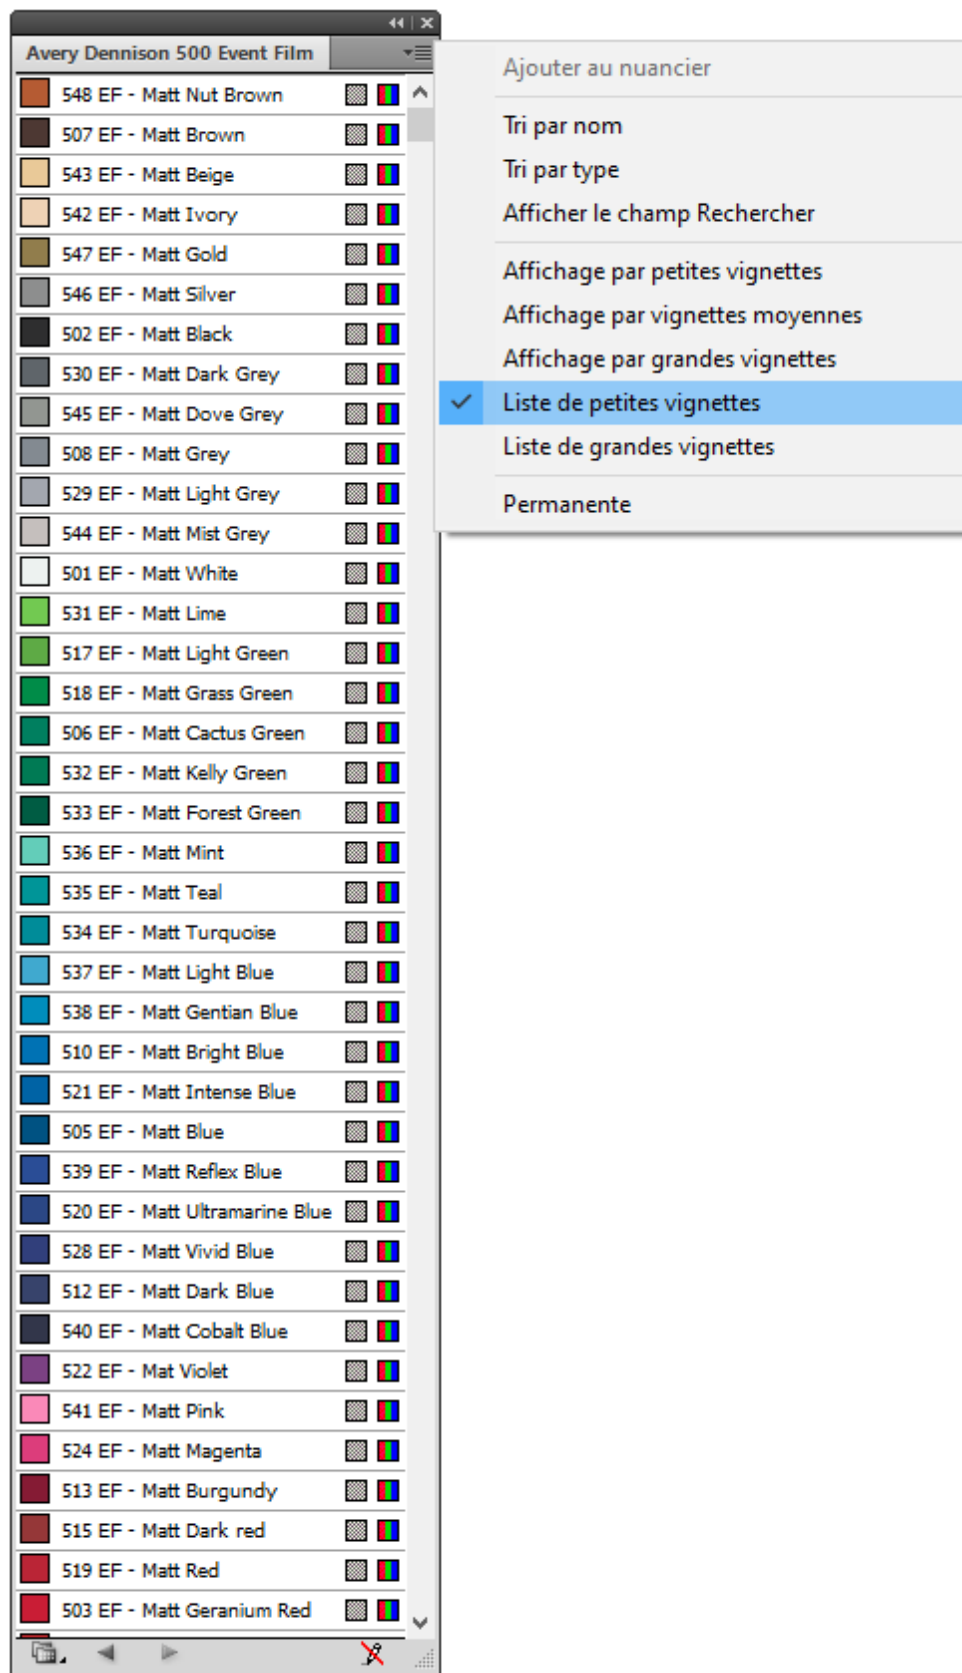 Avery Dennison 500 Event Film
548 EF - Matt Nut Brown
507 EF - Matt Brown
543 EF - Matt Beige
542 EF - Matt Ivory
547 EF - Matt Gold
546 EF - Matt Silver
502 EF - Matt Black
530 EF - Matt Dark Grey
545 EF - Matt Dove Grey
508 EF - Matt Grey
529 EF - Matt Light Grey
544 EF - Matt Mist Grey
501 EF - Matt White
531 EF - Matt Lime
517 EF - Matt Light Green
518 EF - Matt Grass Green
506 EF - Matt Cactus Green
532 EF - Matt Kelly Green
533 EF - Matt Forest Green
536 EF - Matt Mint
535 EF - Matt Teal
534 EF - Matt Turquoise
537 EF - Matt Light Blue
538 EF - Matt Gentian Blue
510 EF - Matt Bright Blue
521 EF - Matt Intense Blue
505 EF - Matt Blue
539 EF - Matt Reflex Blue
520 EF - Matt Ultramarine Blue
528 EF - Matt Vivid Blue
512 EF - Matt Dark Blue
540 EF - Matt Cobalt Blue
522 EF - Mat Violet
541 EF - Matt Pink
524 EF - Matt Magenta
513 EF - Matt Burgundy
515 EF - Matt Dark red
519 EF - Matt Red
503 EF - Matt Geranium Red
Ajouter au nuancier
Tri par nom
Tri par type
Afficher le champ Rechercher
Affichage par petites vignettes
Affichage par vignettes moyennes
Affichage par grandes vignettes
Liste de petites vignettes
Liste de grandes vignettes
Permanente